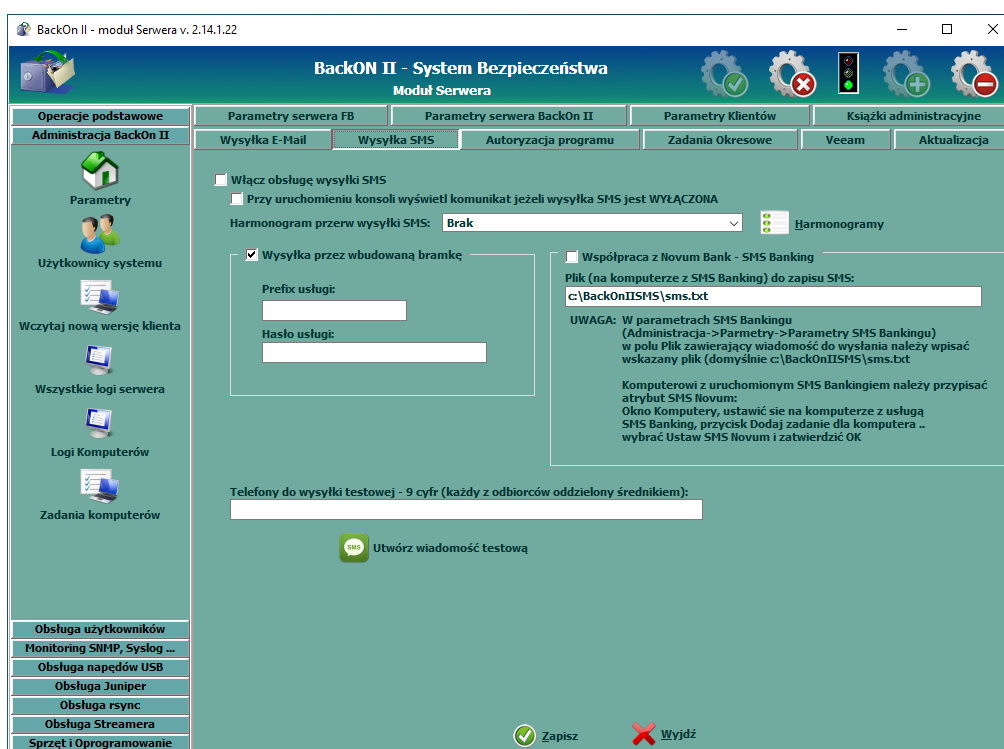 BackOn II - moduł Serwera v. 2.14.1.22
BackON II - System Bezpieczeństwa
Moduł Serwera
Operacje podstawowe
Administracja BackOn II
Parametry
Użytkownicy systemu
Wczytaj nową wersję klienta
Wszystkie logi serwera
Logi Komputerów
Zadania komputerów
Obsługa użytkowników
Monitoring SNMP, Syslog ...
Obsługa napędów USB
Obsługa Juniper
Obsługa rsync
Obsługa Streamera
Sprzęt i Oprogramowanie
Parametry serwera FB
Parametry serwera BackOn II
Parametry Klientów
Książki administracyjne
Wysyłka E-Mail
Wysyłka SMS
Autoryzacja programu
Zadania Okresowe
Veeam
Aktualizacja
Włącz obsługę wysyłki SMS
Przy uruchomieniu konsoli wyświetl komunikat jeżeli wysyłka SMS jest WYŁĄCZONA
Harmonogram przerw wysyłki SMS:
Brak
Harmonogramy
Wysyłka przez wbudowaną bramkę
Prefix usługi:
Hasło usługi:
Współpraca z Novum Bank - SMS Banking
Plik (na komputerze z SMS Banking) do zapisu SMS:
c:\BackOnIISMS\sms.txt
UWAGA: W parametrach SMS Bankingu
(Administracja->Parmetry->Parametry SMS Bankingu)
w polu Plik zawierający wiadomość do wysłania należy wpisać
wskazany plik (domyślnie c:\BackOnIISMS\sms.txt
Komputerowi z uruchomionym SMS Bankingiem należy przypisać
atrybut SMS Novum:
Okno Komputery, ustawić sie na komputerze z usługą
SMS Banking, przycisk Dodaj zadanie dla komputera ..
wybrać Ustaw SMS Novum i zatwierdzić OK
Telefony do wysyłki testowej - 9 cyfr (każdy z odbiorców oddzielony średnikiem):
SMS
Utwórz wiadomość testową
Zapisz
Wyjdź